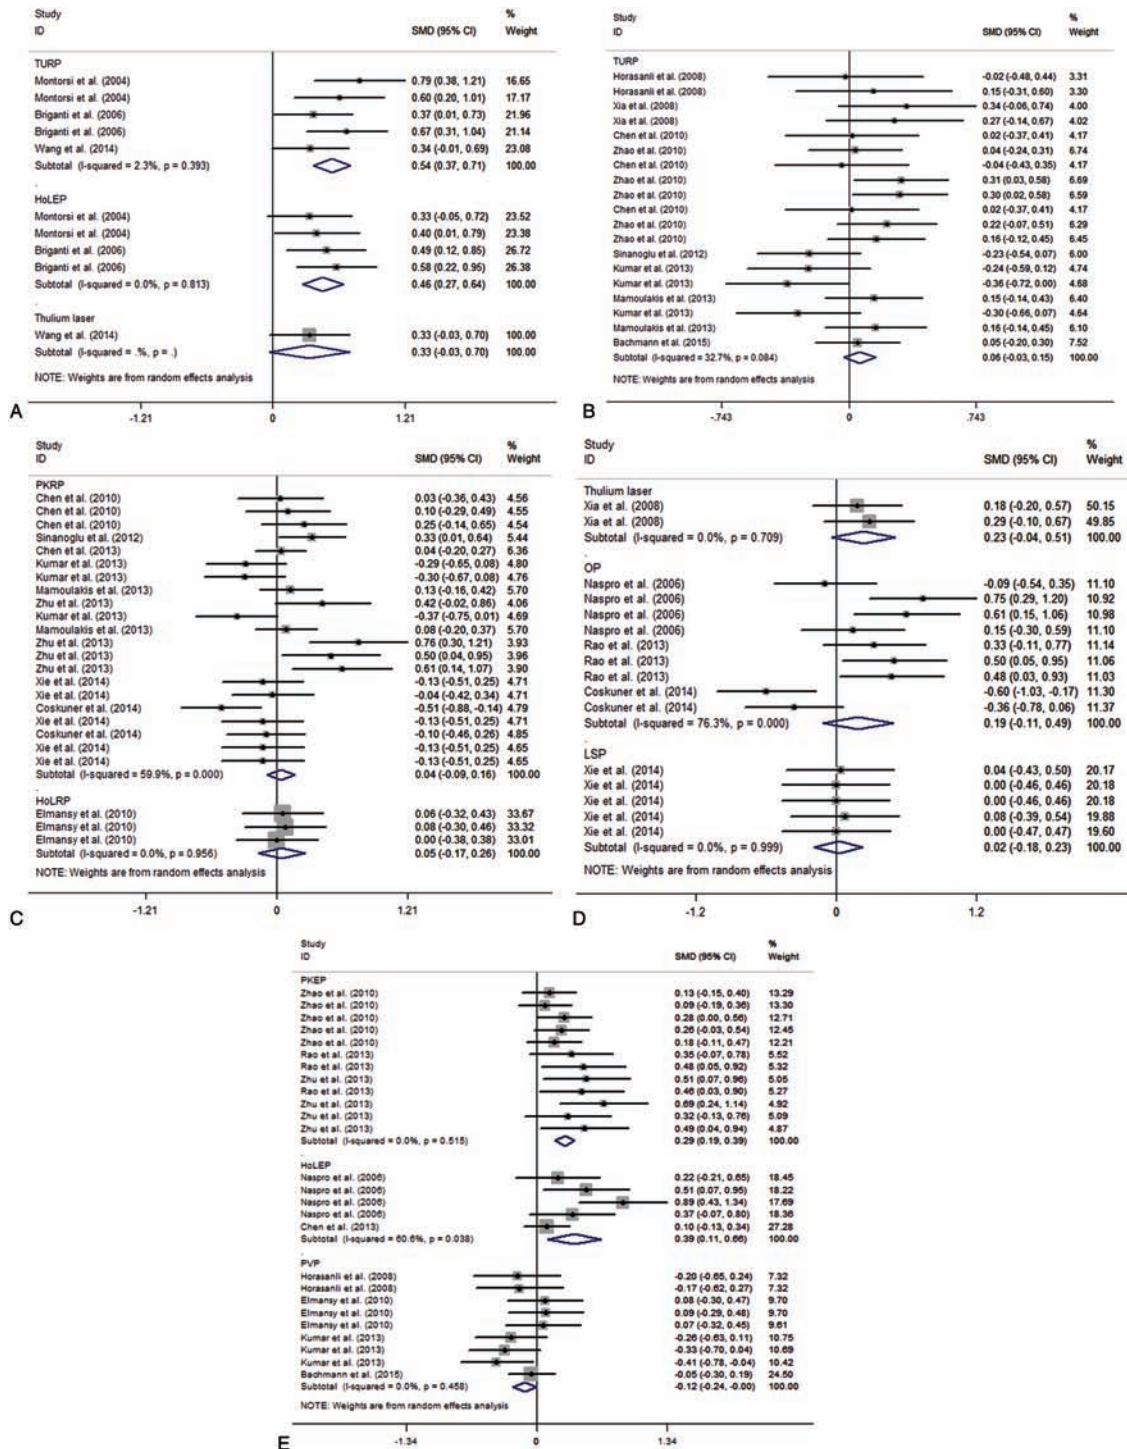 Study %
ID SMD (95% CI) Weight
TURP
Montorsi et al. (2004) 0.79 (0.38, 1.21) 16.65
Montorsi et al. (2004) 0.60 (0.20, 1.01) 17.17
Briganti et al. (2006) 0.37 (0.01, 0.73) 21.96
Briganti et al. (2006) 0.67 (0.31, 1.04) 21.14
Wang et al. (2014) 0.34 (-0.01, 0.69) 23.08
Subtotal (I-squared = 2.3%, p = 0.393) 0.54 (0.37, 0.71) 100.00
.
HoLEP
Montorsi et al. (2004) 0.33 (-0.05, 0.72) 23.52
Montorsi et al. (2004) 0.40 (0.01, 0.79) 23.38
Briganti et al. (2006) 0.49 (0.12, 0.85) 26.72
Briganti et al. (2006) 0.58 (0.22, 0.95) 26.38
Subtotal (I-squared = 0.0%, p = 0.813) 0.46 (0.27, 0.64) 100.00
.
Thulium laser
Wang et al. (2014) 0.33 (-0.03, 0.70) 100.00
Subtotal (I-squared = .%, p = .) 0.33 (-0.03, 0.70) 100.00
NOTE: Weights are from random effects analysis
-1.21 0 1.21
A
Study %
ID SMD (95% CI) Weight
TURP
Horasanli et al. (2008) -0.02 (-0.48, 0.44) 3.31
Horasanli et al. (2008) 0.15 (-0.31, 0.60) 3.30
Xia et al. (2008) 0.34 (-0.06, 0.74) 4.00
Xia et al. (2008) 0.27 (-0.14, 0.67) 4.02
Chen et al. (2010) 0.02 (-0.37, 0.41) 4.17
Zhao et al. (2010) 0.04 (-0.24, 0.31) 6.74
Chen et al. (2010) -0.04 (-0.43, 0.35) 4.17
Zhao et al. (2010) 0.31 (0.03, 0.58) 6.69
Zhao et al. (2010) 0.30 (0.02, 0.58) 6.59
Chen et al. (2010) 0.02 (-0.37, 0.41) 4.17
Zhao et al. (2010) 0.22 (-0.07, 0.51) 6.29
Zhao et al. (2010) 0.16 (-0.12, 0.45) 6.45
Sinanoglu et al. (2012) -0.23 (-0.54, 0.07) 6.00
Kumar et al. (2013) -0.24 (-0.59, 0.12) 4.74
Kumar et al. (2013) -0.36 (-0.72, 0.00) 4.68
Mamoulakis et al. (2013) 0.15 (-0.14, 0.43) 6.40
Kumar et al. (2013) -0.30 (-0.66, 0.07) 4.64
Mamoulakis et al. (2013) 0.16 (-0.14, 0.45) 6.10
Bachmann et al. (2015) 0.05 (-0.20, 0.30) 7.52
Subtotal (I-squared = 32.7%, p = 0.084) 0.06 (-0.03, 0.15) 100.00
NOTE: Weights are from random effects analysis
-.743 0 .743
B
Study %
ID SMD (95% CI) Weight
PKRP
Chen et al. (2010) 0.03 (-0.36, 0.43) 4.56
Chen et al. (2010) 0.10 (-0.29, 0.49) 4.55
Chen et al. (2010) 0.25 (-0.14, 0.65) 4.54
Sinanoglu et al. (2012) 0.33 (0.01, 0.64) 5.44
Chen et al. (2013) 0.04 (-0.20, 0.27) 6.36
Kumar et al. (2013) -0.29 (-0.65, 0.08) 4.80
Kumar et al. (2013) -0.30 (-0.67, 0.08) 4.76
Mamoulakis et al. (2013) 0.13 (-0.16, 0.42) 5.70
Zhu et al. (2013) 0.42 (-0.02, 0.86) 4.06
Kumar et al. (2013) -0.37 (-0.75, 0.01) 4.69
Mamoulakis et al. (2013) 0.08 (-0.20, 0.37) 5.70
Zhu et al. (2013) 0.76 (0.30, 1.21) 3.93
Zhu et al. (2013) 0.50 (0.04, 0.95) 3.96
Zhu et al. (2013) 0.61 (0.14, 1.07) 3.90
Xie et al. (2014) -0.13 (-0.51, 0.25) 4.71
Xie et al. (2014) -0.04 (-0.42, 0.34) 4.71
Coskuner et al. (2014) -0.51 (-0.88, -0.14) 4.79
Xie et al. (2014) -0.13 (-0.51, 0.25) 4.71
Coskuner et al. (2014) -0.10 (-0.46, 0.26) 4.85
Xie et al. (2014) -0.13 (-0.51, 0.25) 4.65
Xie et al. (2014) -0.13 (-0.51, 0.25) 4.65
Subtotal (I-squared = 59.9%, p = 0.000) 0.04 (-0.09, 0.16) 100.00
.
HoLRP
Elmansy et al. (2010) 0.06 (-0.32, 0.43) 33.67
Elmansy et al. (2010) 0.08 (-0.30, 0.46) 33.32
Elmansy et al. (2010) 0.00 (-0.38, 0.38) 33.01
Subtotal (I-squared = 0.0%, p = 0.956) 0.05 (-0.17, 0.26) 100.00
NOTE: Weights are from random effects analysis
-1.21 0 1.21
C
Study %
ID SMD (95% CI) Weight
Thulium laser
Xia et al. (2008) 0.18 (-0.20, 0.57) 50.15
Xia et al. (2008) 0.29 (-0.10, 0.67) 49.85
Subtotal (I-squared = 0.0%, p = 0.709) 0.23 (-0.04, 0.51) 100.00
.
OP
Naspro et al. (2006) -0.09 (-0.54, 0.35) 11.10
Naspro et al. (2006) 0.75 (0.29, 1.20) 10.92
Naspro et al. (2006) 0.61 (0.15, 1.06) 10.98
Naspro et al. (2006) 0.15 (-0.30, 0.59) 11.10
Rao et al. (2013) 0.33 (-0.11, 0.77) 11.14
Rao et al. (2013) 0.50 (0.05, 0.95) 11.06
Rao et al. (2013) 0.48 (0.03, 0.93) 11.03
Coskuner et al. (2014) -0.60 (-1.03, -0.17) 11.30
Coskuner et al. (2014) -0.36 (-0.78, 0.06) 11.37
Subtotal (I-squared = 76.3%, p = 0.000) 0.19 (-0.11, 0.49) 100.00
.
LSP
Xie et al. (2014) 0.04 (-0.43, 0.50) 20.17
Xie et al. (2014) 0.00 (-0.46, 0.46) 20.18
Xie et al. (2014) 0.00 (-0.46, 0.46) 20.18
Xie et al. (2014) 0.08 (-0.39, 0.54) 19.88
Xie et al. (2014) 0.00 (-0.47, 0.47) 19.60
Subtotal (I-squared = 0.0%, p = 0.999) 0.02 (-0.18, 0.23) 100.00
NOTE: Weights are from random effects analysis
-1.2 0 1.2
D
Study %
ID SMD (95% CI) Weight
PKEP
Zhao et al. (2010) 0.13 (-0.15, 0.40) 13.29
Zhao et al. (2010) 0.09 (-0.19, 0.36) 13.30
Zhao et al. (2010) 0.28 (0.00, 0.56) 12.71
Zhao et al. (2010) 0.26 (-0.03, 0.54) 12.45
Zhao et al. (2010) 0.18 (-0.11, 0.47) 12.21
Rao et al. (2013) 0.35 (-0.07, 0.78) 5.52
Rao et al. (2013) 0.48 (0.05, 0.92) 5.32
Zhu et al. (2013) 0.51 (0.07, 0.96) 5.05
Rao et al. (2013) 0.46 (0.03, 0.90) 5.27
Zhu et al. (2013) 0.69 (0.24, 1.14) 4.92
Zhu et al. (2013) 0.32 (-0.13, 0.76) 5.09
Zhu et al. (2013) 0.49 (0.04, 0.94) 4.87
Subtotal (I-squared = 0.0%, p = 0.515) 0.29 (0.19, 0.39) 100.00
.
HoLEP
Naspro et al. (2006) 0.22 (-0.21, 0.65) 18.45
Naspro et al. (2006) 0.51 (0.07, 0.95) 18.22
Naspro et al. (2006) 0.89 (0.43, 1.34) 17.69
Naspro et al. (2006) 0.37 (-0.07, 0.80) 18.36
Chen et al. (2013) 0.10 (-0.13, 0.34) 27.28
Subtotal (I-squared = 60.6%, p = 0.038) 0.39 (0.11, 0.66) 100.00
.
PVP
Horasanli et al. (2008) -0.20 (-0.65, 0.24) 7.32
Horasanli et al. (2008) -0.17 (-0.62, 0.27) 7.32
Elmansy et al. (2010) 0.08 (-0.30, 0.47) 9.70
Elmansy et al. (2010) 0.09 (-0.29, 0.48) 9.70
Elmansy et al. (2010) 0.07 (-0.32, 0.45) 9.61
Kumar et al. (2013) -0.26 (-0.63, 0.11) 10.75
Kumar et al. (2013) -0.33 (-0.70, 0.04) 10.69
Kumar et al. (2013) -0.41 (-0.78, -0.04) 10.42
Bachmann et al. (2015) -0.05 (-0.30, 0.19) 24.50
Subtotal (I-squared = 0.0%, p = 0.458) -0.12 (-0.24, -0.00) 100.00
NOTE: Weights are from random effects analysis
-1.34 0 1.34
E